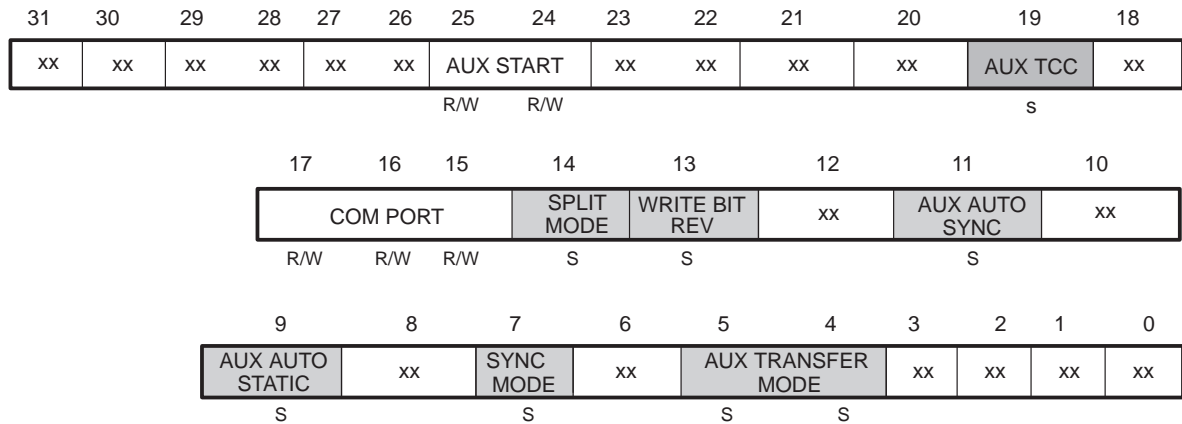 31 30 29 28 27 26 25 24 23 22 21 20 19 18
xx xx xx xx xx xx AUX START xx xx xx xx AUX TCC xx
R/W R/W s
17 16 15 14 13 12 11 10
COM PORT SPLIT MODE WRITE BIT REV xx AUX AUTO SYNC xx
R/W R/W R/W S S S
9 8 7 6 5 4 3 2 1 0
AUX AUTO STATIC xx SYNC MODE xx AUX TRANSFER MODE xx xx xx xx
S S S S